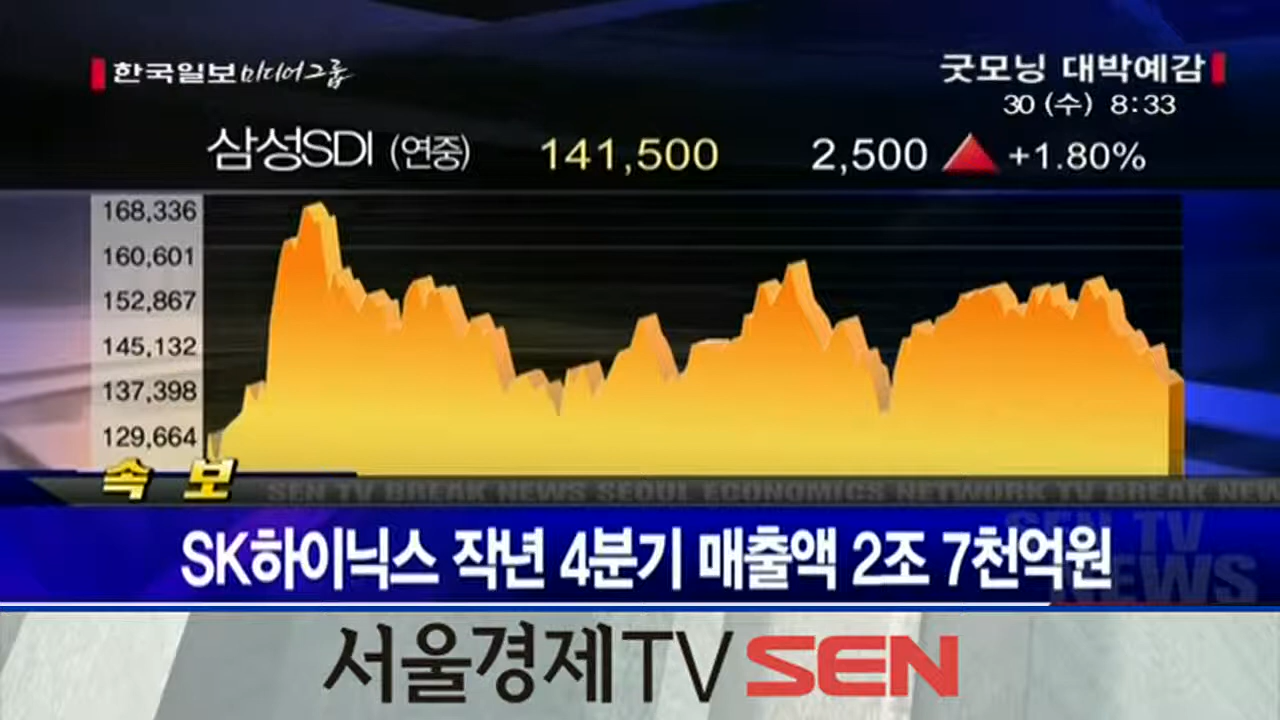 한국일보미디어그룹
굿모닝 대박예감
30 (수) 8:33
삼성SDI (연중) 141,500 2,500 +1.80%
168,336
160,601
152,867
145,132
137,398
129,664
속보
SEN TV BREAK NEWS SEOUL ECONOMICS NETWORK TV BREAK NEW
SEN TV
NEWS
SK하이닉스 작년 4분기 매출액 2조 7천억원
서울경제TV SEN